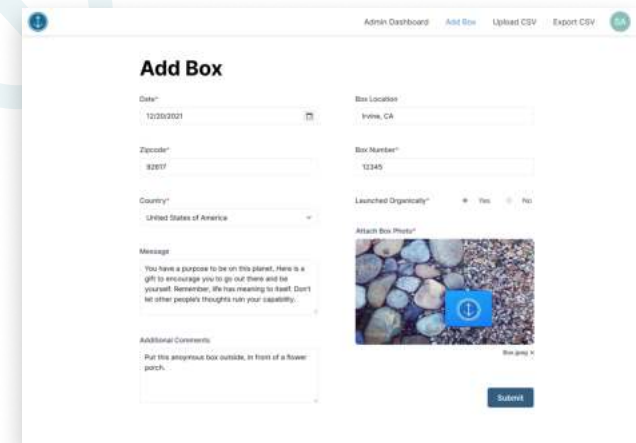 Admin Dashboard Add Box Upload CSV Export CSV SA
Add Box
Date*
12/20/2021
Box Location
Irvine, CA
Zipcode*
92617
Box Number*
12345
Country*
United States of America
Launched Organically* Yes No
Attach Box Photo*
Message
You have a purpose to be on this planet. Here is a
gift to encourage you to go out there and be
yourself. Remember, life has meaning to itself. Don't
let other people's thoughts ruin your capability.
Box.jpeg x
Additional Comments
Put this anoymous box outside, in front of a flower
porch.
Submit